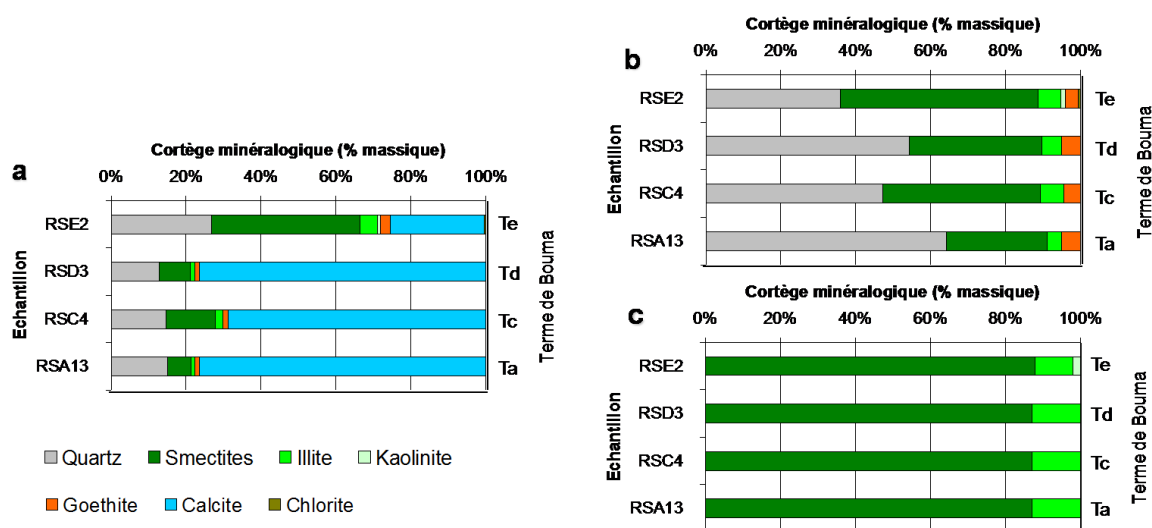 a
Cortège minéralogique (% massique)
0% 20% 40% 60% 80% 100%
Echantillon
RSE2 Te
RSD3 Td
RSC4 Tc
RSA13 Ta
Terme de Bouma
Quartz Smectites Illite Kaolinite
Goethite Calcite Chlorite
b
Cortège minéralogique (% massique)
0% 20% 40% 60% 80% 100%
Echantillon
RSE2 Te
RSD3 Td
RSC4 Tc
RSA13 Ta
Terme de Bouma
c
Cortège minéralogique (% massique)
0% 20% 40% 60% 80% 100%
Echantillon
RSE2 Te
RSD3 Td
RSC4 Tc
RSA13 Ta
Terme de Bouma